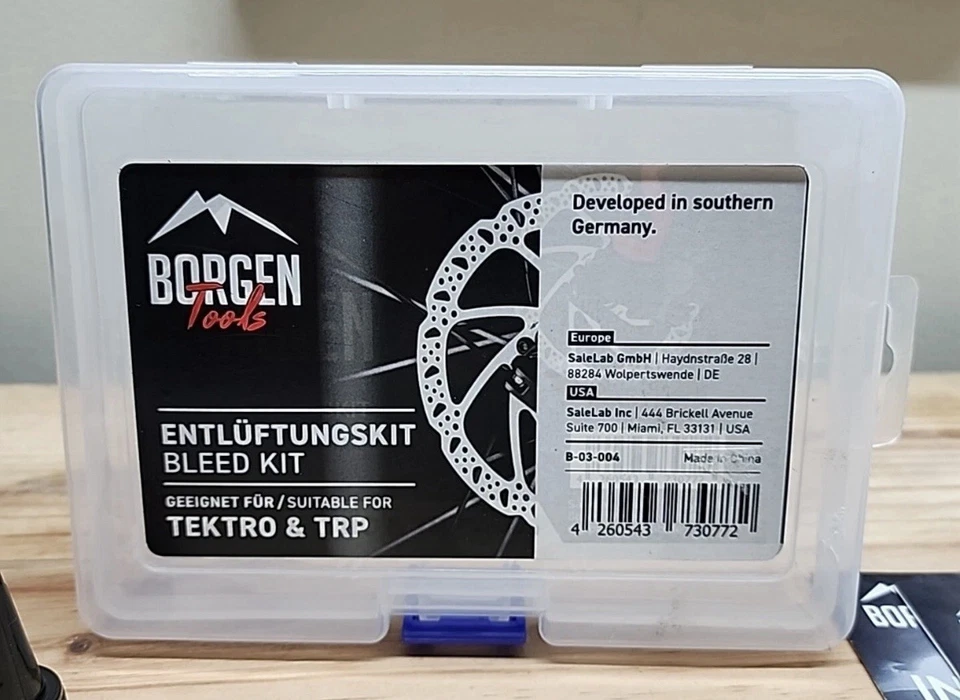 BORGEN
Tools
ENTLÜFTUNGSKIT
BLEED KIT
GEEIGNET FÜR / SUITABLE FOR
TEKTRO & TRP
Developed in southern
Germany.
Europe
SaleLab GmbH | Haydnstraße 28 |
88284 Wolpertswende | DE
USA
SaleLab Inc | 444 Brickell Avenue
Suite 700 | Miami, FL 33131 | USA
B-03-004 Made in China
4 260543 730772
BOR
IN